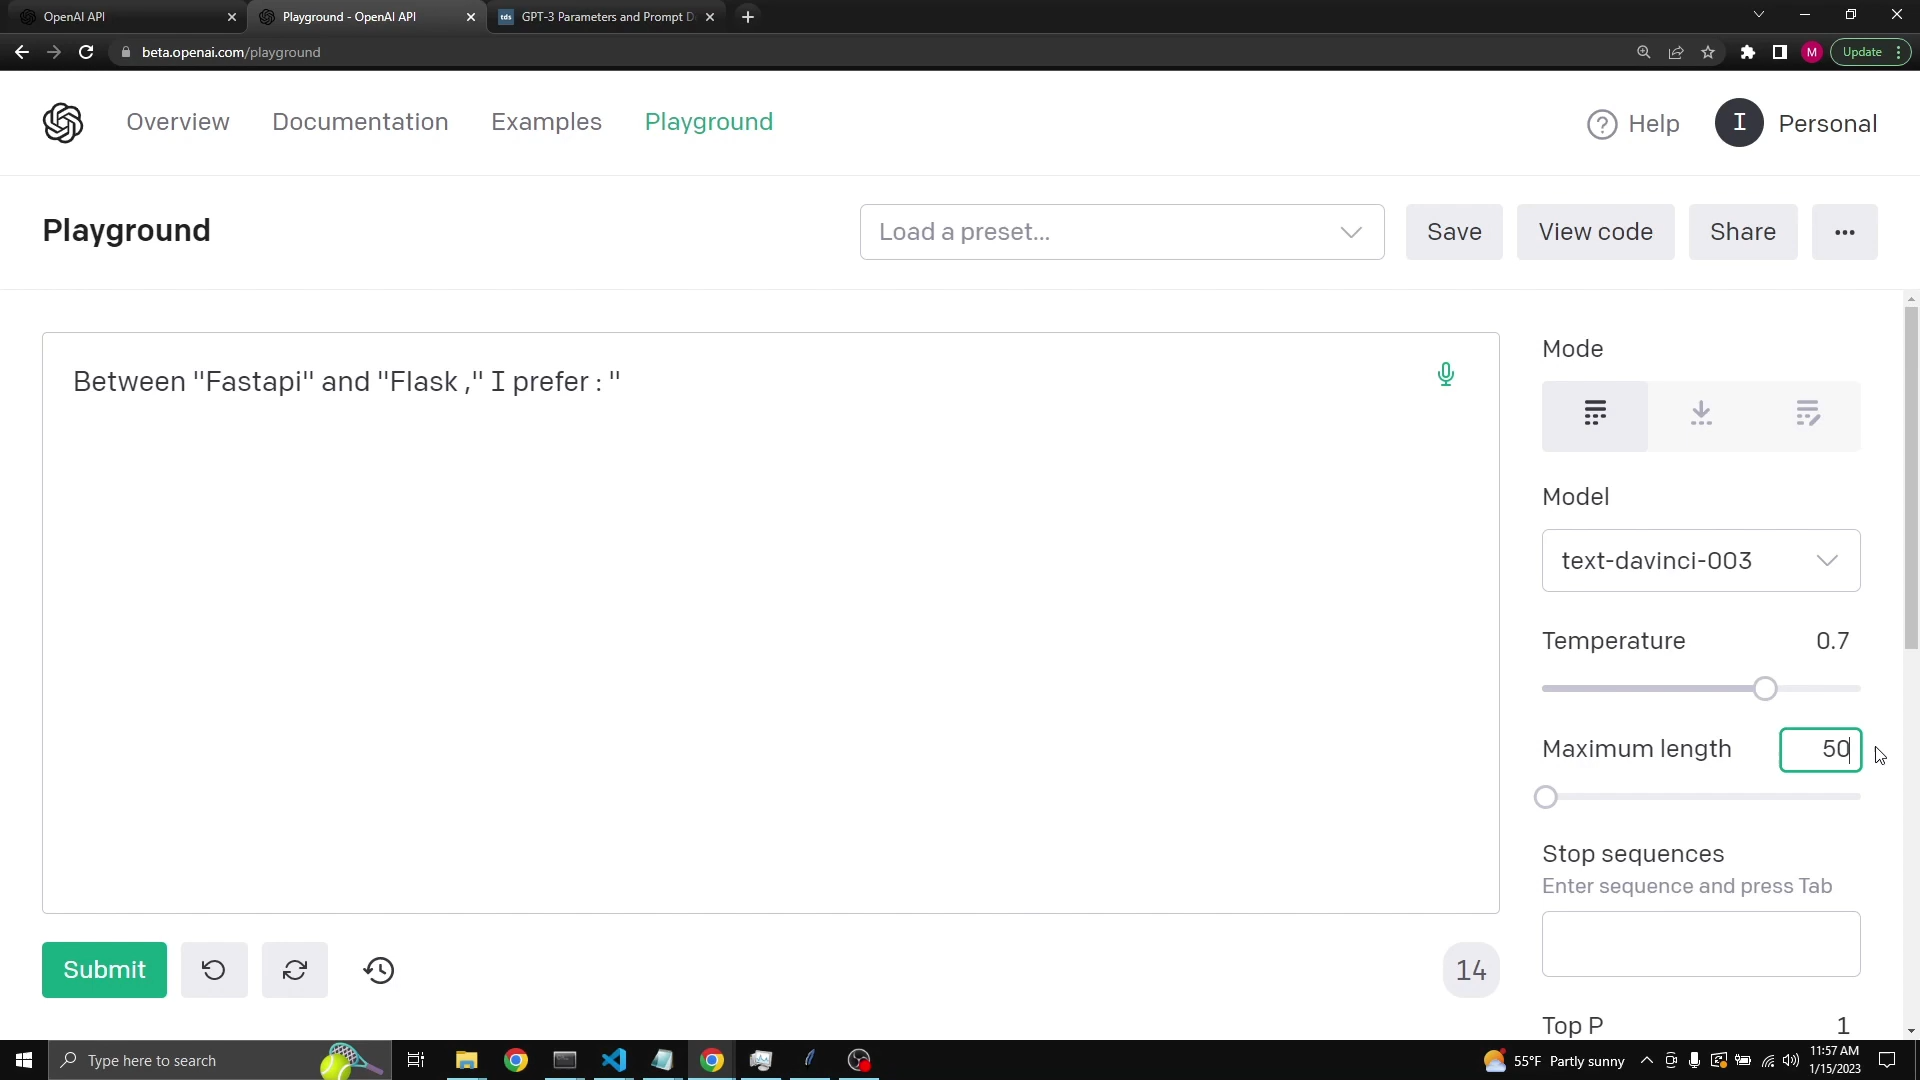 OpenAI API
Playground - OpenAI API
tds GPT-3 Parameters and Prompt D
beta.openai.com/playground
M
Update
Overview
Documentation
Examples
Playground
? Help
I
Personal
Playground
Load a preset...
Save
View code
Share
Between "Fastapi" and "Flask ," I prefer : "
Mode
Model
text-davinci-003
Temperature 0.7
Maximum length 50
Stop sequences
Enter sequence and press Tab
Submit
14
Top P 1
Type here to search
55°F Partly sunny
11:57 AM
1/15/2023